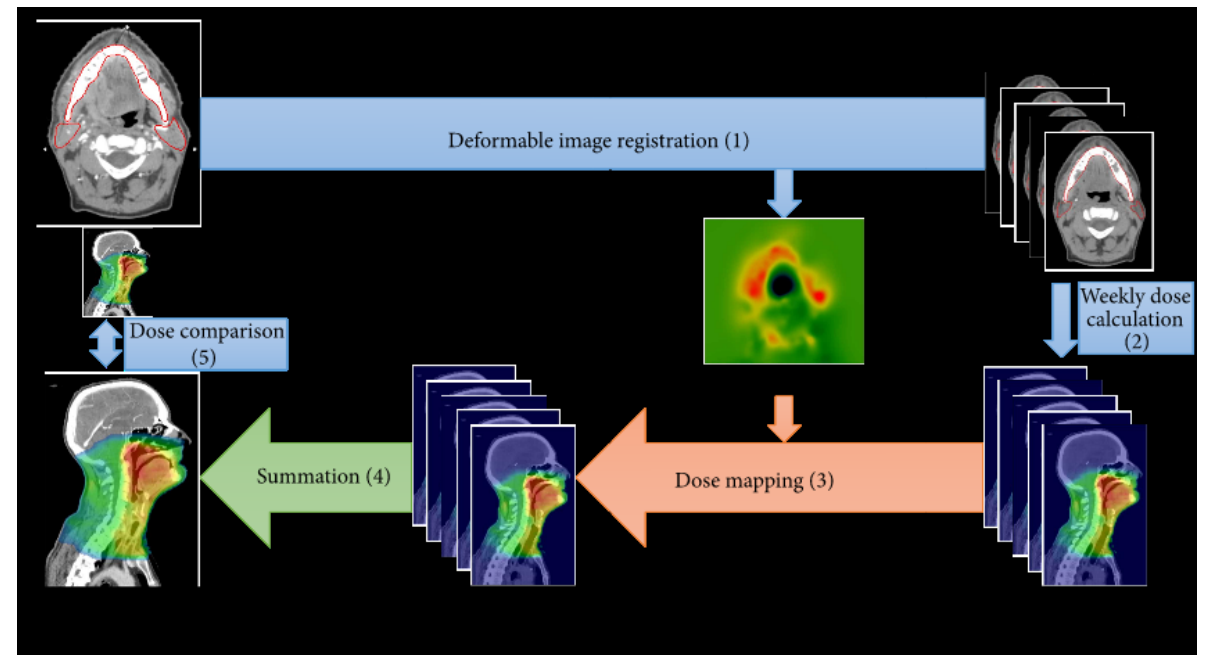 Deformable image registration (1)
Weekly dose
calculation
(2)
Dose comparison
(5)
Summation (4)
Dose mapping (3)